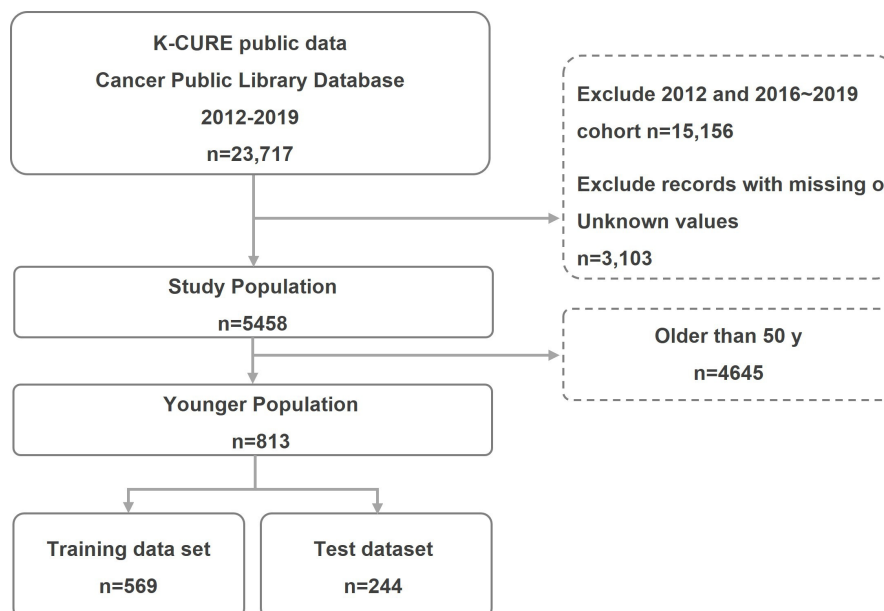 K-CURE public data
Cancer Public Library Database
2012-2019
n=23,717
Exclude 2012 and 2016~2019
cohort n=15,156
Exclude records with missing
Unknown values
n=3,103
Study Population
n=5458
Older than 50 y
n=4645
Younger Population
n=813
Training data set
n=569
Test dataset
n=244